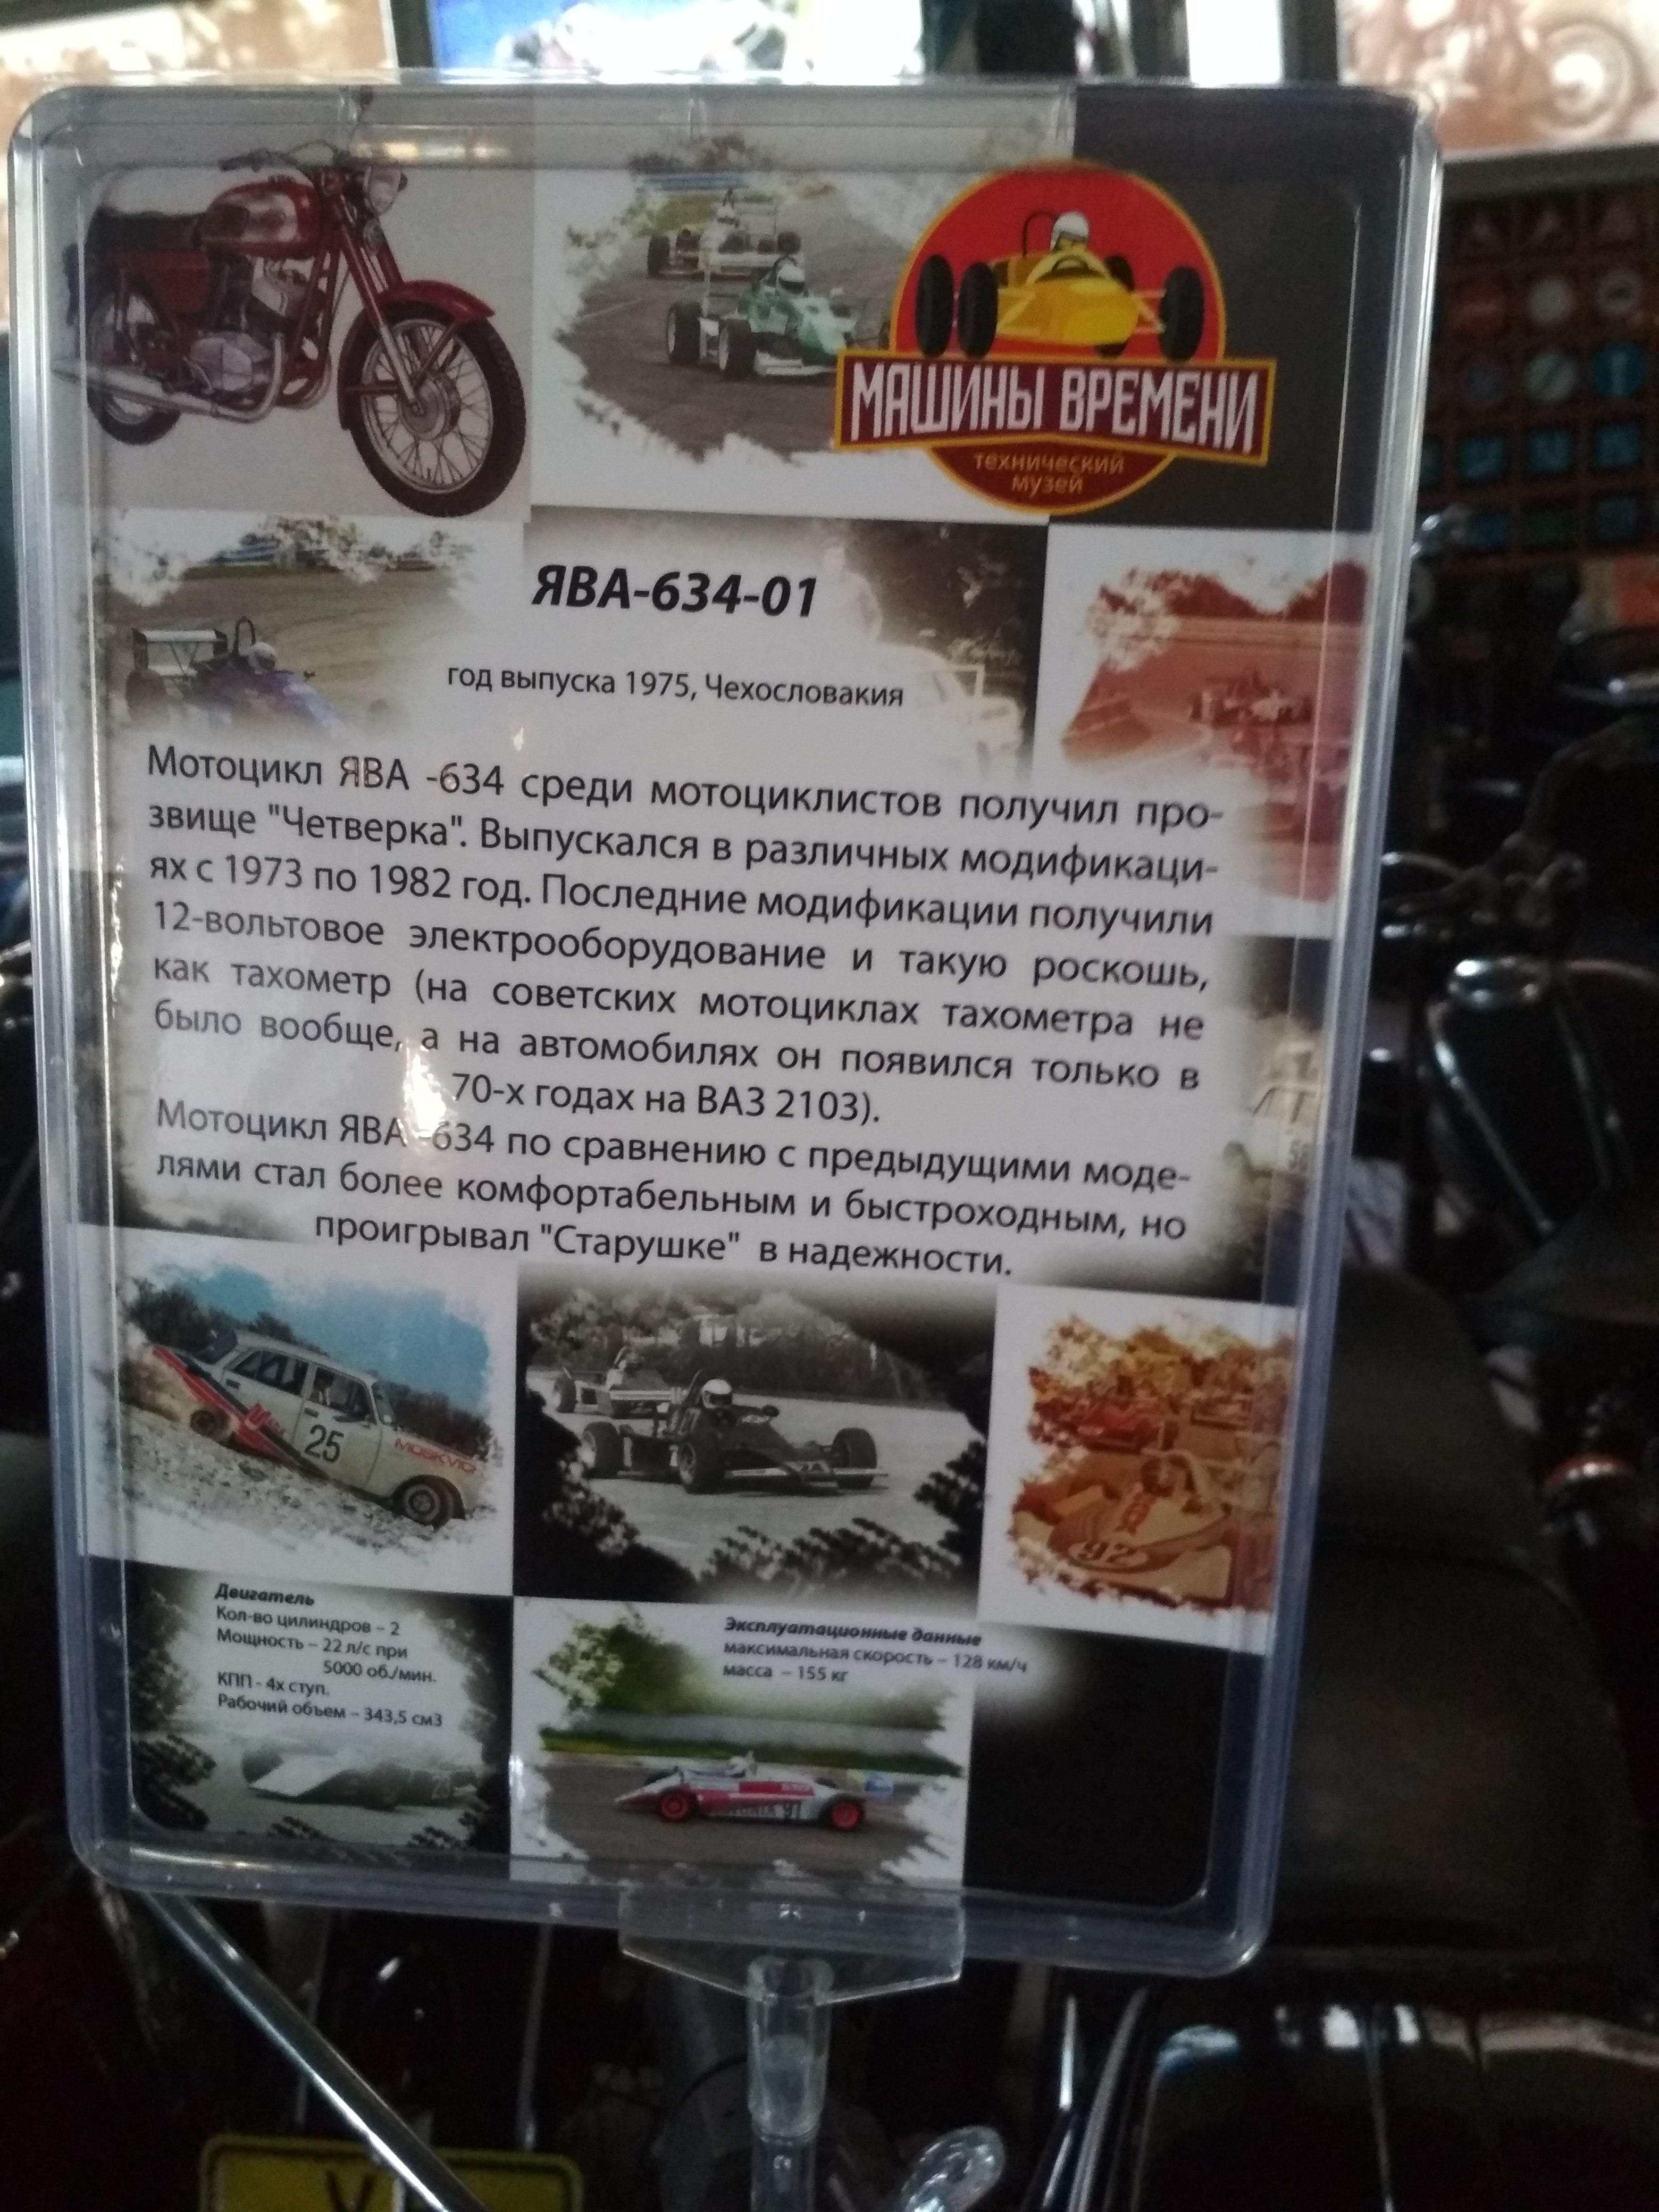 МАШИНЫ ВРЕМЕНИ
технический
музей
ЯВА-634-01
год выпуска 1975, Чехословакия
Мотоцикл ЯВА -634 среди мотоциклистов получил про-
звище "Четверка". Выпускался в различных модификаци-
ях с 1973 по 1982 год. Последние модификации получили
12-вольтовое электрооборудование и такую роскошь,
как тахометр (на советских мотоциклах тахометра не
было вообще, а на автомобилях он появился только в
70-х годах на ВАЗ 2103).
Мотоцикл ЯВА -634 по сравнению с предыдущими моде-
лями стал более комфортабельным и быстроходным, но
проигрывал "Старушке" в надежности.
25
MOSKVICH
92
Двигатель
Кол-во цилиндров – 2
Мощность – 22 л/с при
5000 об./мин.
КПП - 4х ступ.
Рабочий объем – 343,5 см3
Эксплуатационные данные
максимальная скорость – 128 км/ч
масса – 155 кг
91